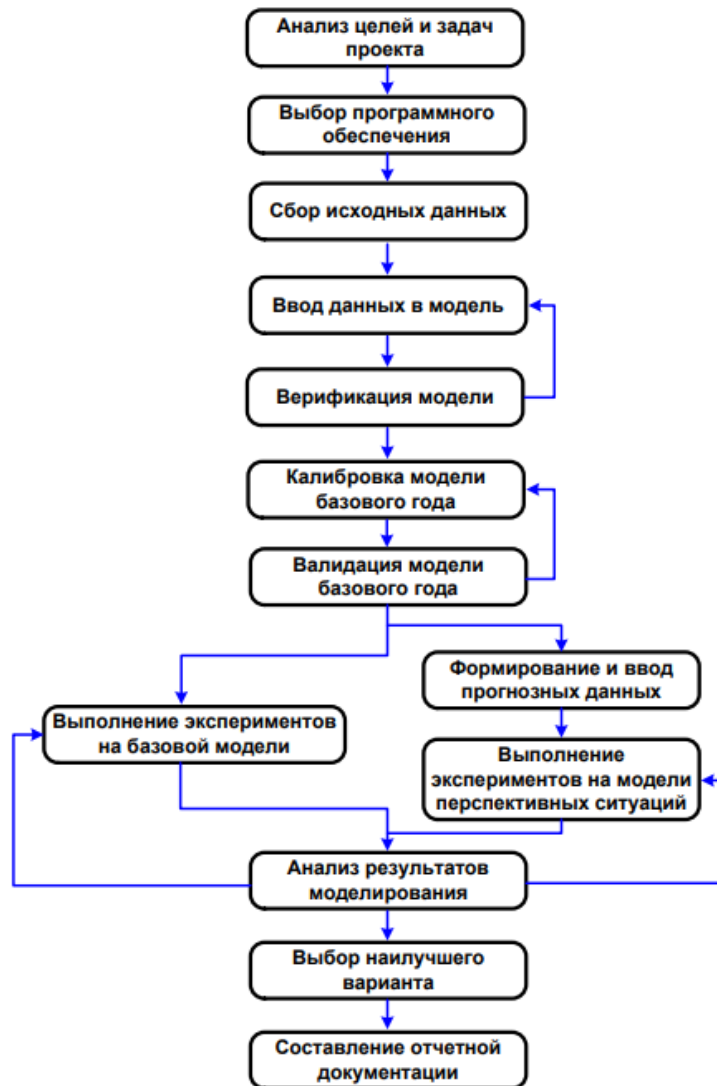 Анализ целей и задач
проекта
Выбор программного
обеспечения
Сбор исходных данных
Ввод данных в модель
Верификация модели
Калибровка модели
базового года
Валидация модели
базового года
Формирование и ввод
прогнозных данных
Выполнение экспериментов
на базовой модели
Выполнение
экспериментов на модели
перспективных ситуаций
Анализ результатов
моделирования
Выбор наилучшего
варианта
Составление отчетной
документации